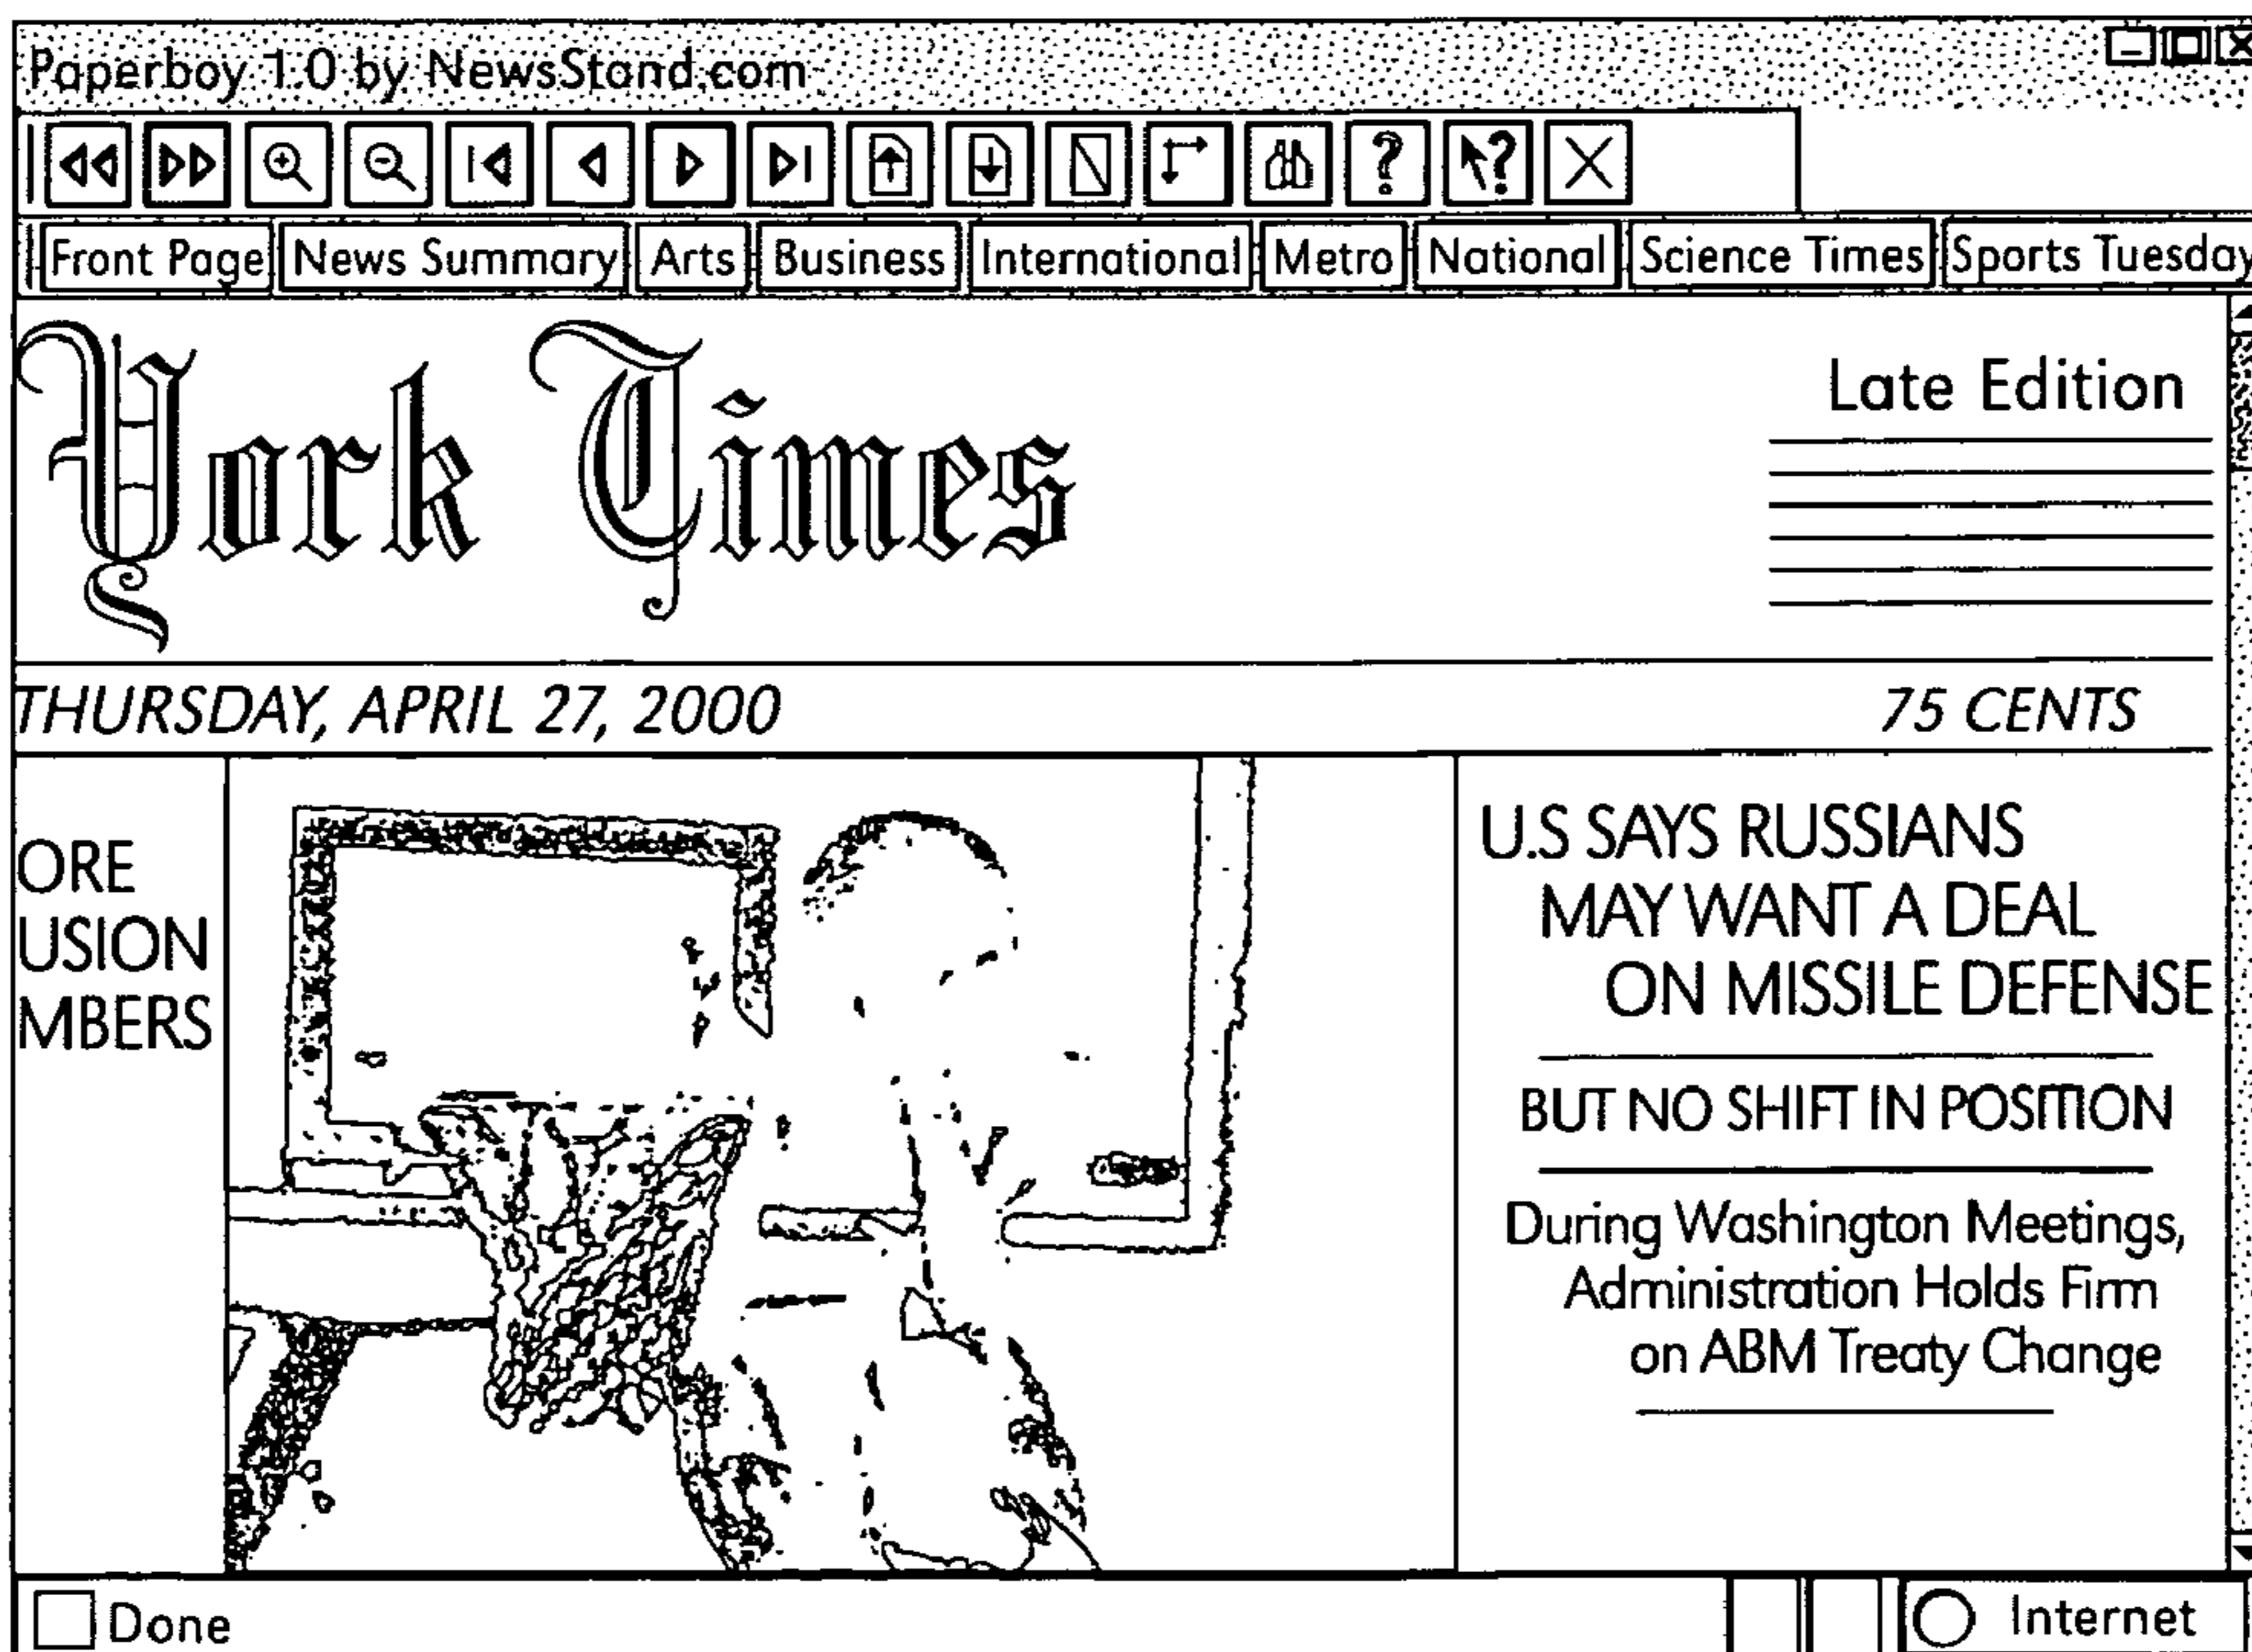 Paperboy 1.0 by NewsStand.com
Front Page News Summary Arts Business International Metro National Science Times Sports Tuesday
York Times
Late Edition
THURSDAY, APRIL 27, 2000 75 CENTS
ORE
USION
MBERS
U.S SAYS RUSSIANS
MAY WANT A DEAL
ON MISSILE DEFENSE
BUT NO SHIFT IN POSITION
During Washington Meetings,
Administration Holds Firm
on ABM Treaty Change
Done
Internet